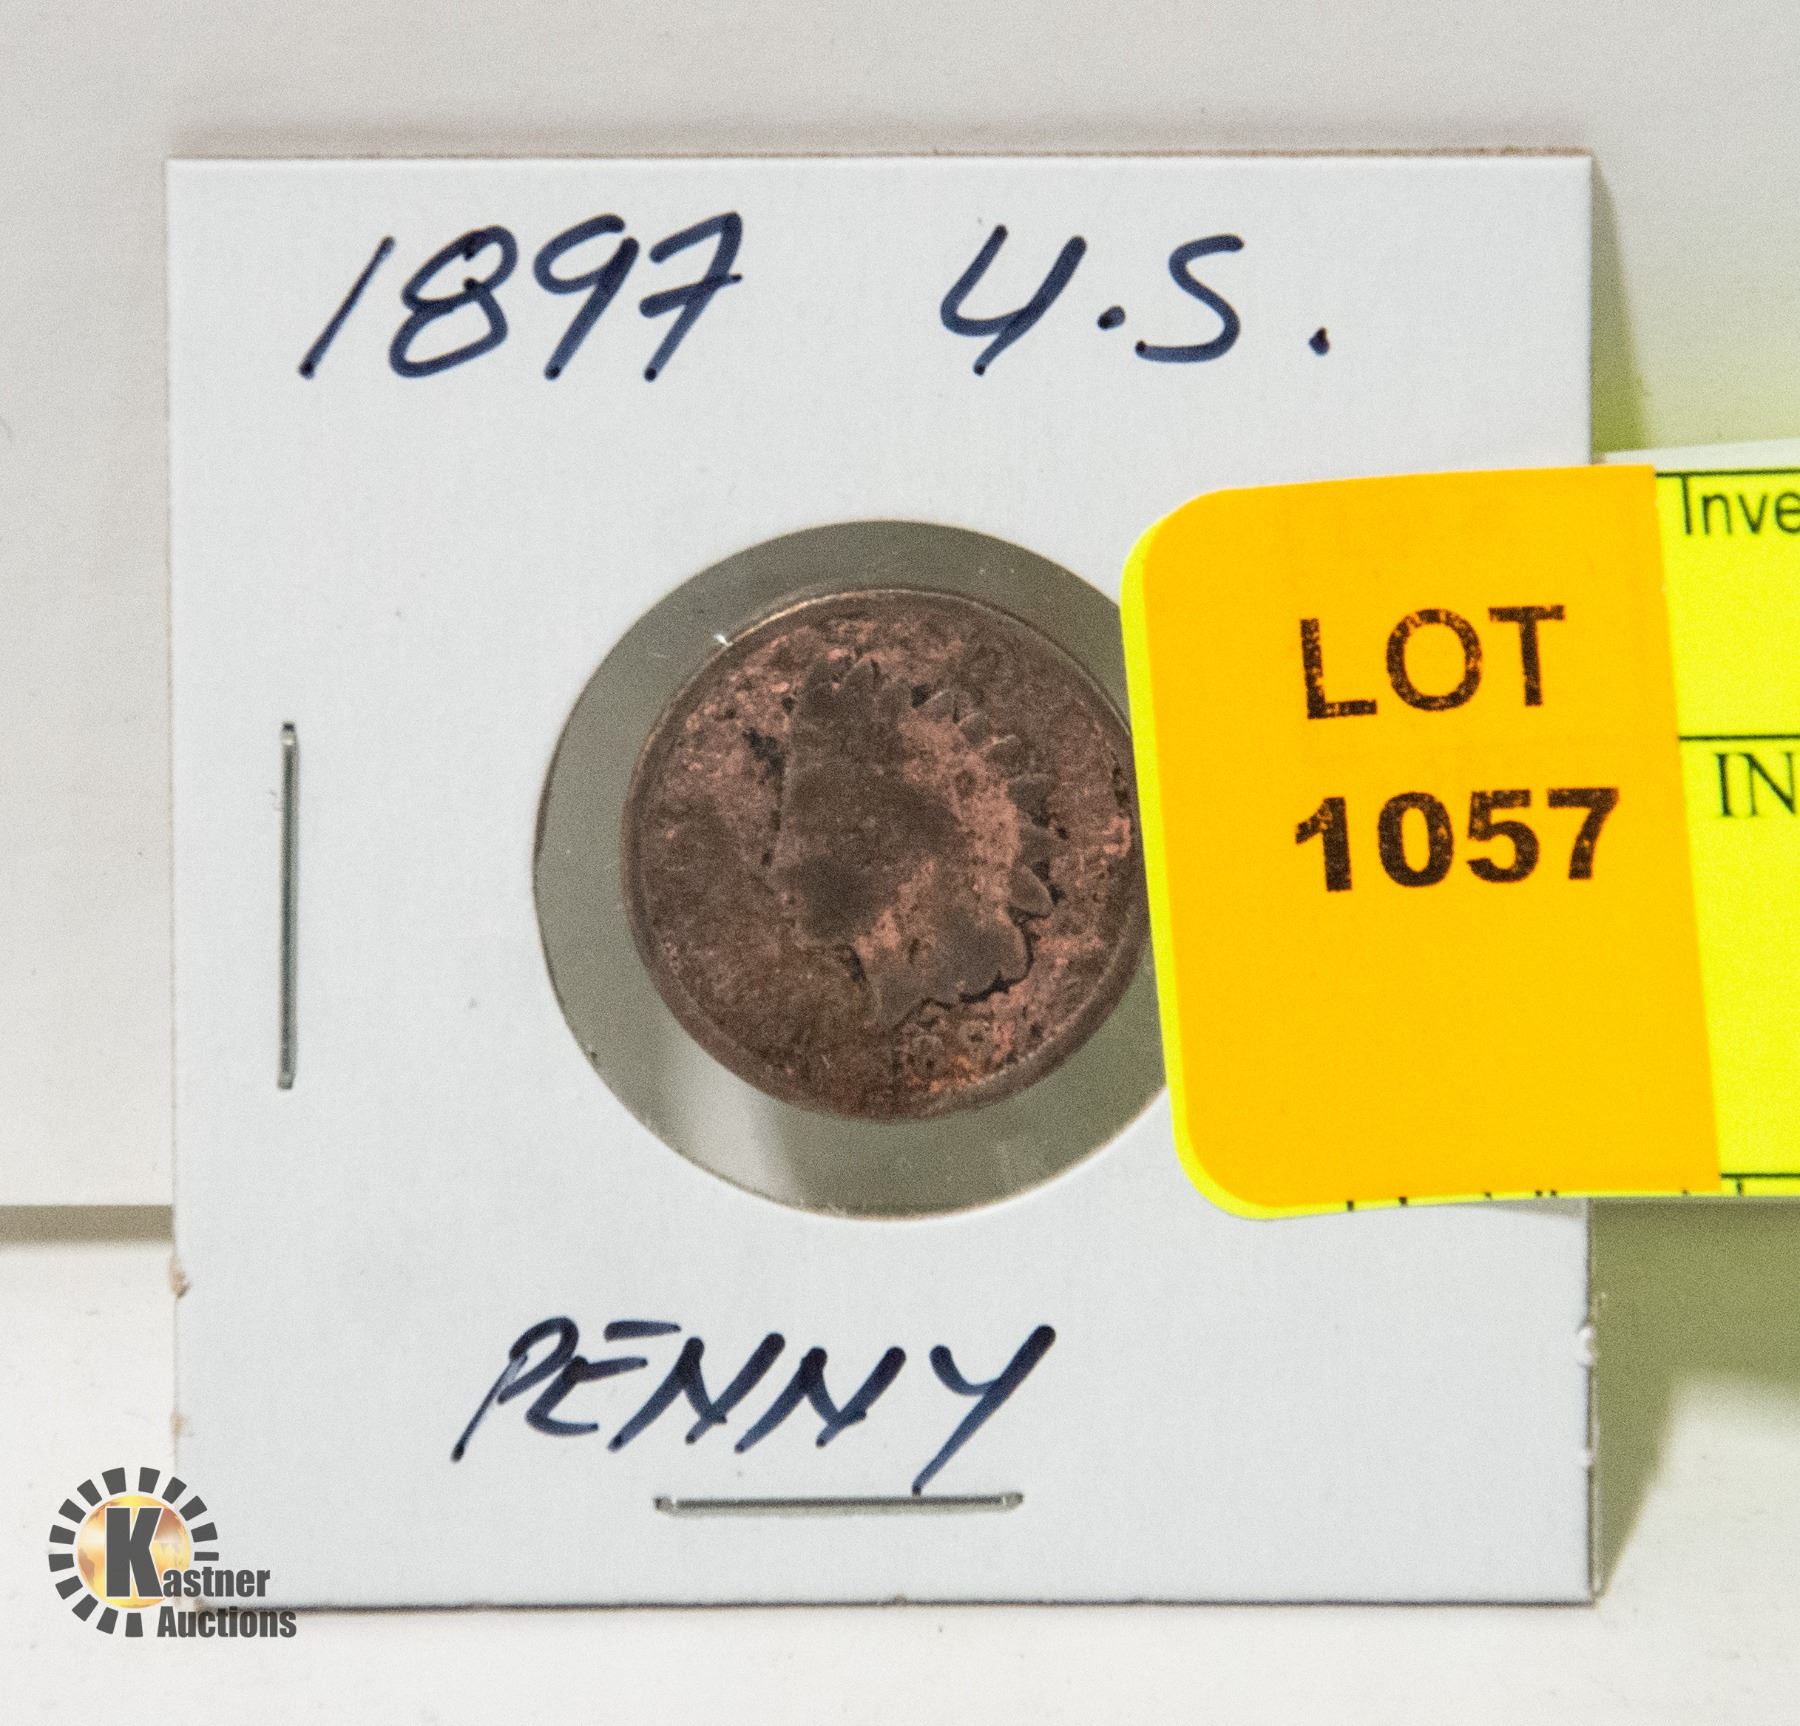 1897 U.S.
Inve
LOT
1057
IN
PENNY
Kastner
Auctions